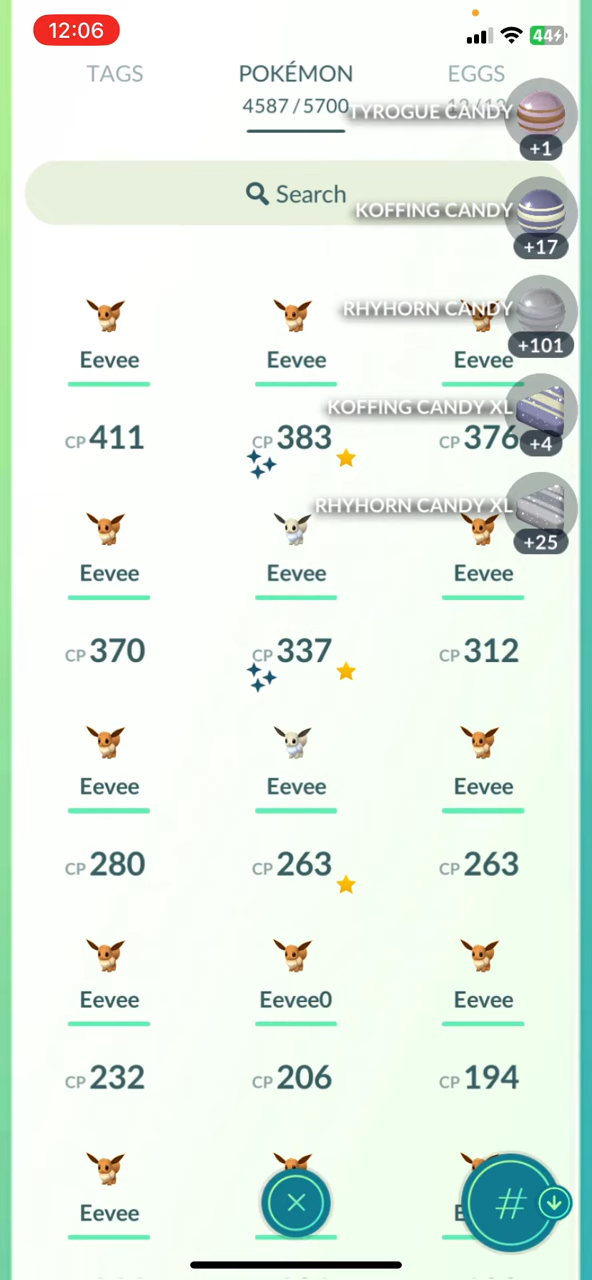 12:06
44
TAGS
POKÉMON
EGGS
4587 / 5700
TYROGUE CANDY
+1
Search
KOFFING CANDY
+17
RHYHORN CANDY
+101
Eevee
Eevee
Eevee
KOFFING CANDY XL
+4
CP 411
CP 383
CP 376
RHYHORN CANDY XL
+25
Eevee
Eevee
Eevee
CP 370
CP 337
CP 312
Eevee
Eevee
Eevee
CP 280
CP 263
CP 263
Eevee
Eevee0
Eevee
CP 232
CP 206
CP 194
Eevee
#